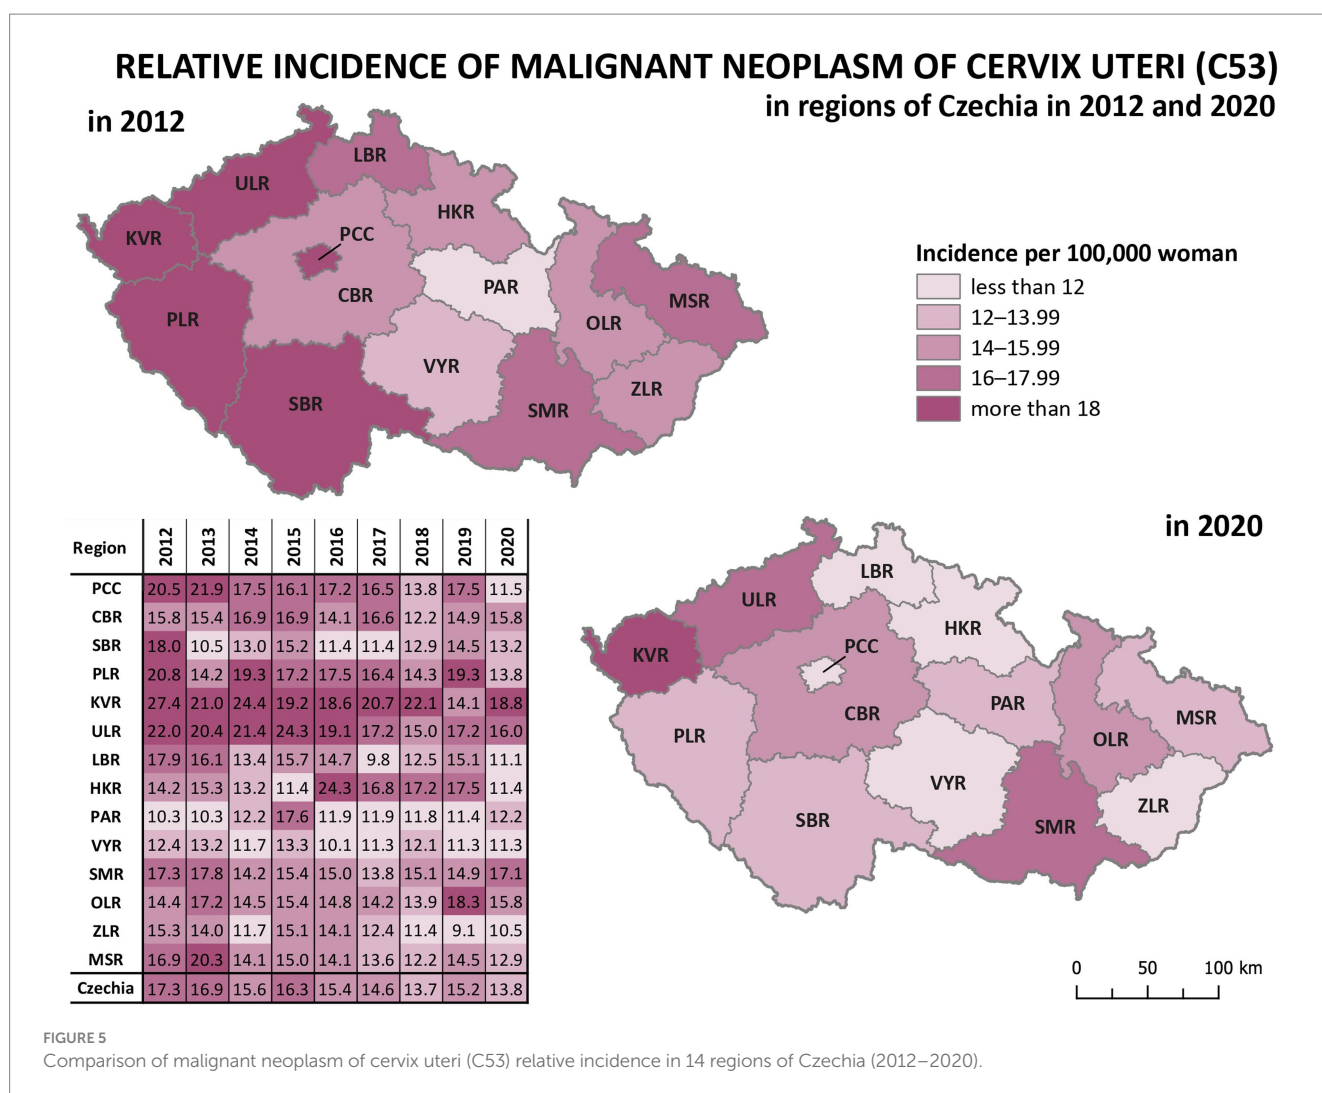 RELATIVE INCIDENCE OF MALIGNANT NEOPLASM OF CERVIX UTERI (C53)
in regions of Czechia in 2012 and 2020
in 2012
LBR
ULR
HKR
KVR
PCC
PAR
CBR
MSR
PLR
OLR
VYR
ZLR
SBR
SMR
Incidence per 100,000 woman
less than 12
12–13.99
14–15.99
16–17.99
more than 18
Region 2012 2013 2014 2015 2016 2017 2018 2019 2020
PCC 20.5 21.9 17.5 16.1 17.2 16.5 13.8 17.5 11.5
CBR 15.8 15.4 16.9 16.9 14.1 16.6 12.2 14.9 15.8
SBR 18.0 10.5 13.0 15.2 11.4 11.4 12.9 14.5 13.2
PLR 20.8 14.2 19.3 17.2 17.5 16.4 14.3 19.3 13.8
KVR 27.4 21.0 24.4 19.2 18.6 20.7 22.1 14.1 18.8
ULR 22.0 20.4 21.4 24.3 19.1 17.2 15.0 17.2 16.0
LBR 17.9 16.1 13.4 15.7 14.7 9.8 12.5 15.1 11.1
HKR 14.2 15.3 13.2 11.4 24.3 16.8 17.2 17.5 11.4
PAR 10.3 10.3 12.2 17.6 11.9 11.9 11.8 11.4 12.2
VYR 12.4 13.2 11.7 13.3 10.1 11.3 12.1 11.3 11.3
SMR 17.3 17.8 14.2 15.4 15.0 13.8 15.1 14.9 17.1
OLR 14.4 17.2 14.5 15.4 14.8 14.2 13.9 18.3 15.8
ZLR 15.3 14.0 11.7 15.1 14.1 12.4 11.4 9.1 10.5
MSR 16.9 20.3 14.1 15.0 14.1 13.6 12.2 14.5 12.9
Czechia 17.3 16.9 15.6 16.3 15.4 14.6 13.7 15.2 13.8
in 2020
LBR
ULR
HKR
KVR
PCC
PAR
CBR
MSR
PLR
OLR
VYR
ZLR
SBR
SMR
0 50 100 km
FIGURE 5
Comparison of malignant neoplasm of cervix uteri (C53) relative incidence in 14 regions of Czechia (2012–2020).